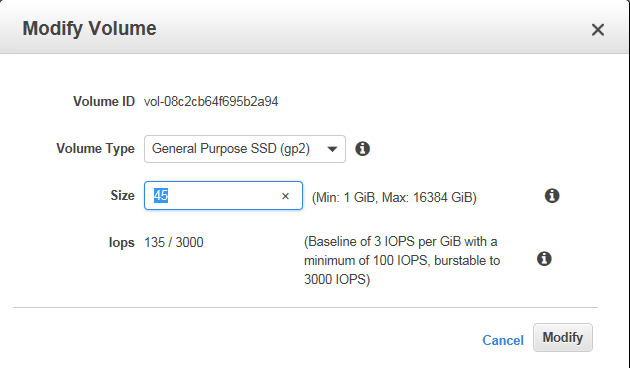 Modify Volume
Volume ID vol-08c2cb64f695b2a94
Volume Type General Purpose SSD (gp2)
Size 45 × (Min: 1 GiB, Max: 16384 GiB)
Iops 135 / 3000 (Baseline of 3 IOPS per GiB with a
minimum of 100 IOPS, burstable to
3000 IOPS)
Cancel Modify